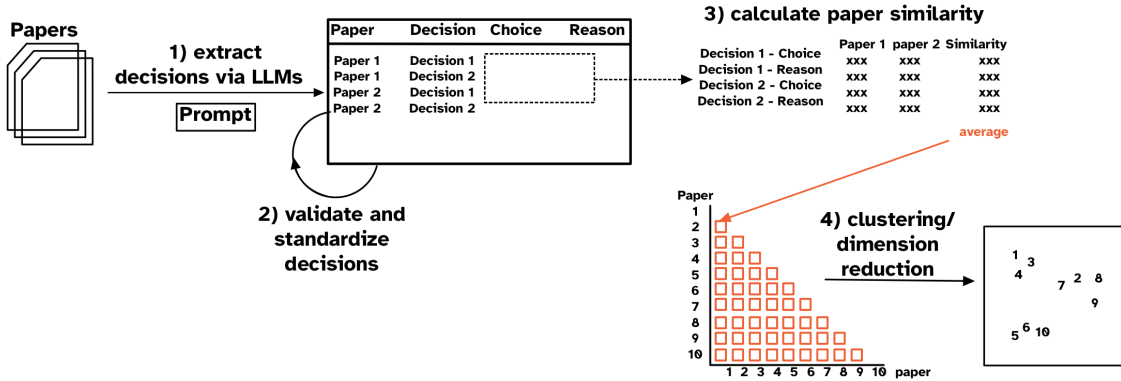 Papers
1) extract
decisions via LLMs
Prompt
Paper Decision Choice Reason
Paper 1 Decision 1
Paper 1 Decision 2
Paper 2 Decision 1
Paper 2 Decision 2
2) validate and
standardize
decisions
3) calculate paper similarity
Paper 1 paper 2 Similarity
Decision 1 - Choice xxx xxx xxx
Decision 1 - Reason xxx xxx xxx
Decision 2 - Choice xxx xxx xxx
Decision 2 - Reason xxx xxx xxx
average
Paper
1
2
3
4
5
6
7
8
9
10
1 2 3 4 5 6 7 8 9 10 paper
4) clustering/
dimension
reduction
1 3
4
7 2 8
9
5 6 10